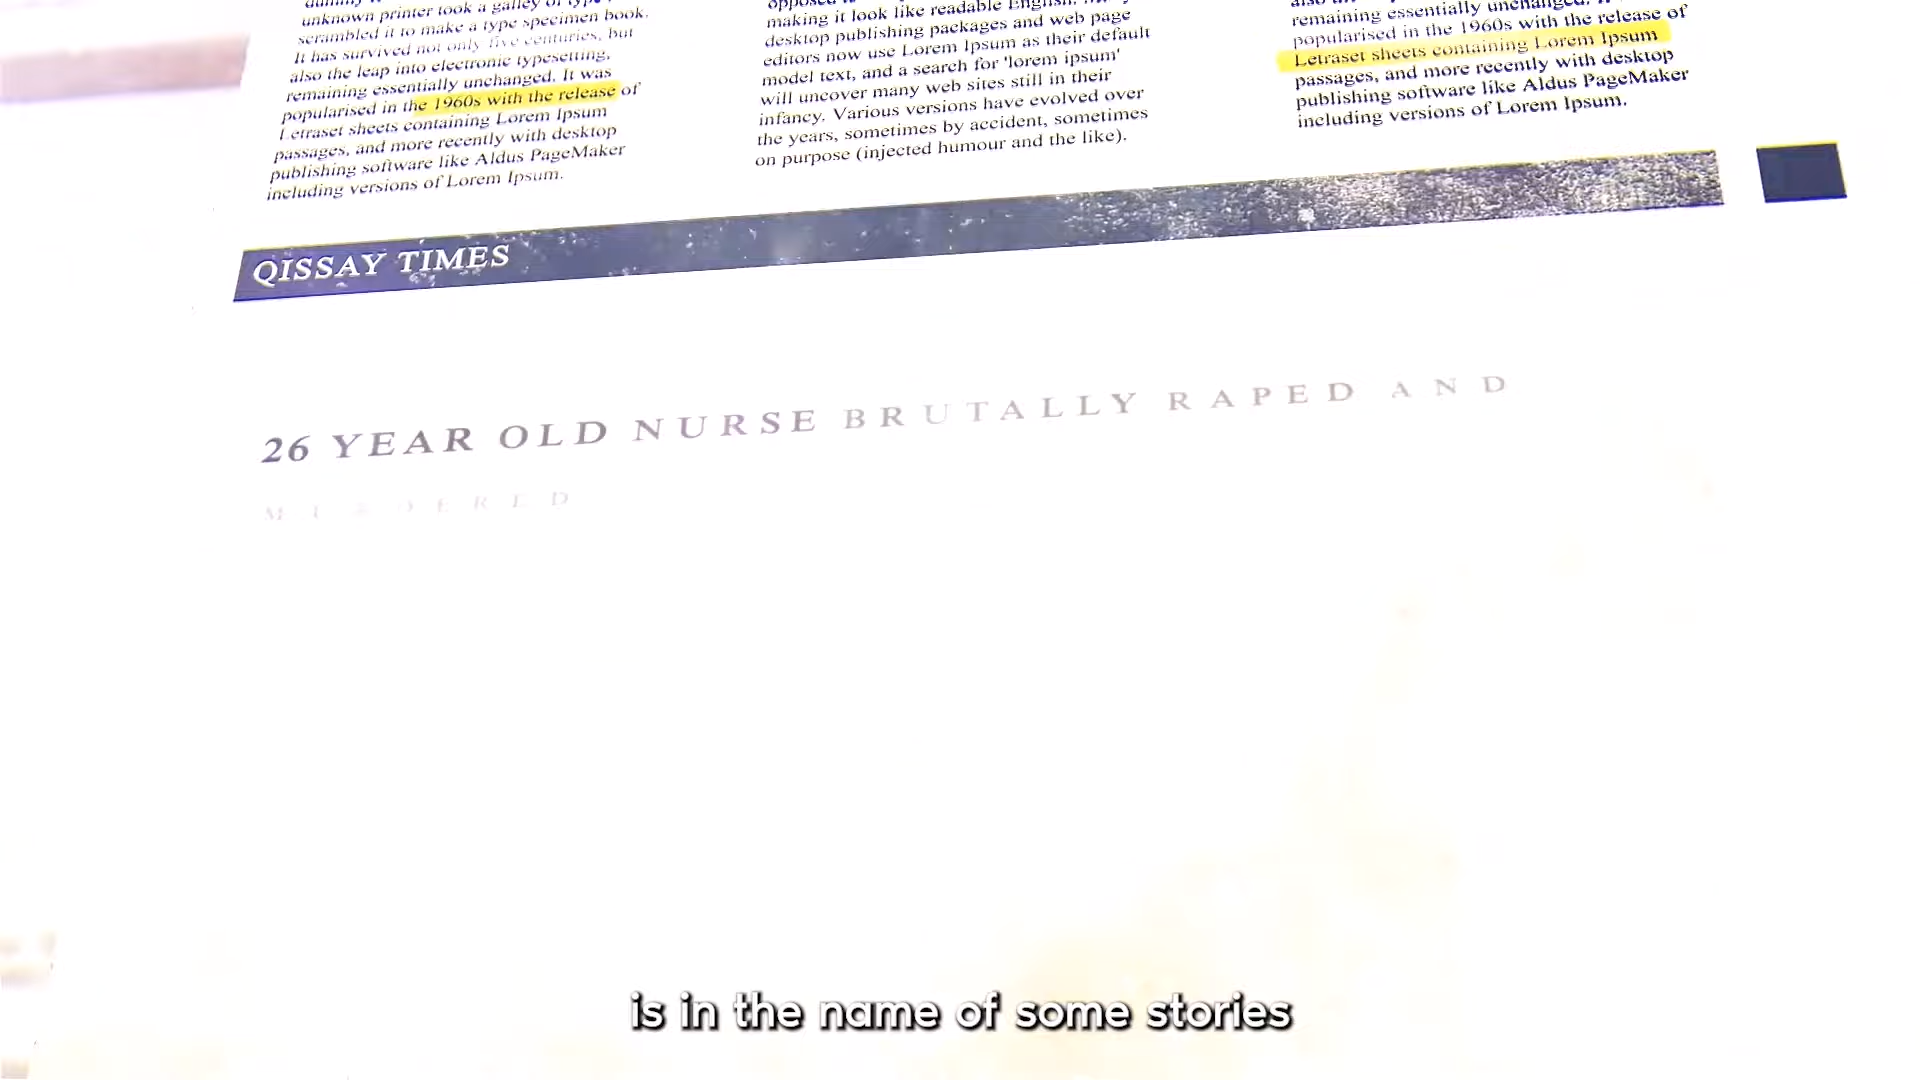 unknown printer took a galley of type
scrambled it to make a type specimen book.
It has survived not only five centuries, but
also the leap into electronic typesetting,
remaining essentially unchanged. It was
popularised in the 1960s with the release of
Letraset sheets containing Lorem Ipsum
passages, and more recently with desktop
publishing software like Aldus PageMaker
including versions of Lorem Ipsum.
opposed
making it look like readable English.
desktop publishing packages and web page
editors now use Lorem Ipsum as their default
model text, and a search for 'lorem ipsum'
will uncover many web sites still in their
infancy. Various versions have evolved over
the years, sometimes by accident, sometimes
on purpose (injected humour and the like).
remaining essentially unchanged.
popularised in the 1960s with the release of
Letraset sheets containing Lorem Ipsum
passages, and more recently with desktop
publishing software like Aldus PageMaker
including versions of Lorem Ipsum.
QISSAY TIMES
26 YEAR OLD NURSE BRUTALLY RAPED AND
MURDERED
is in the name of some stories